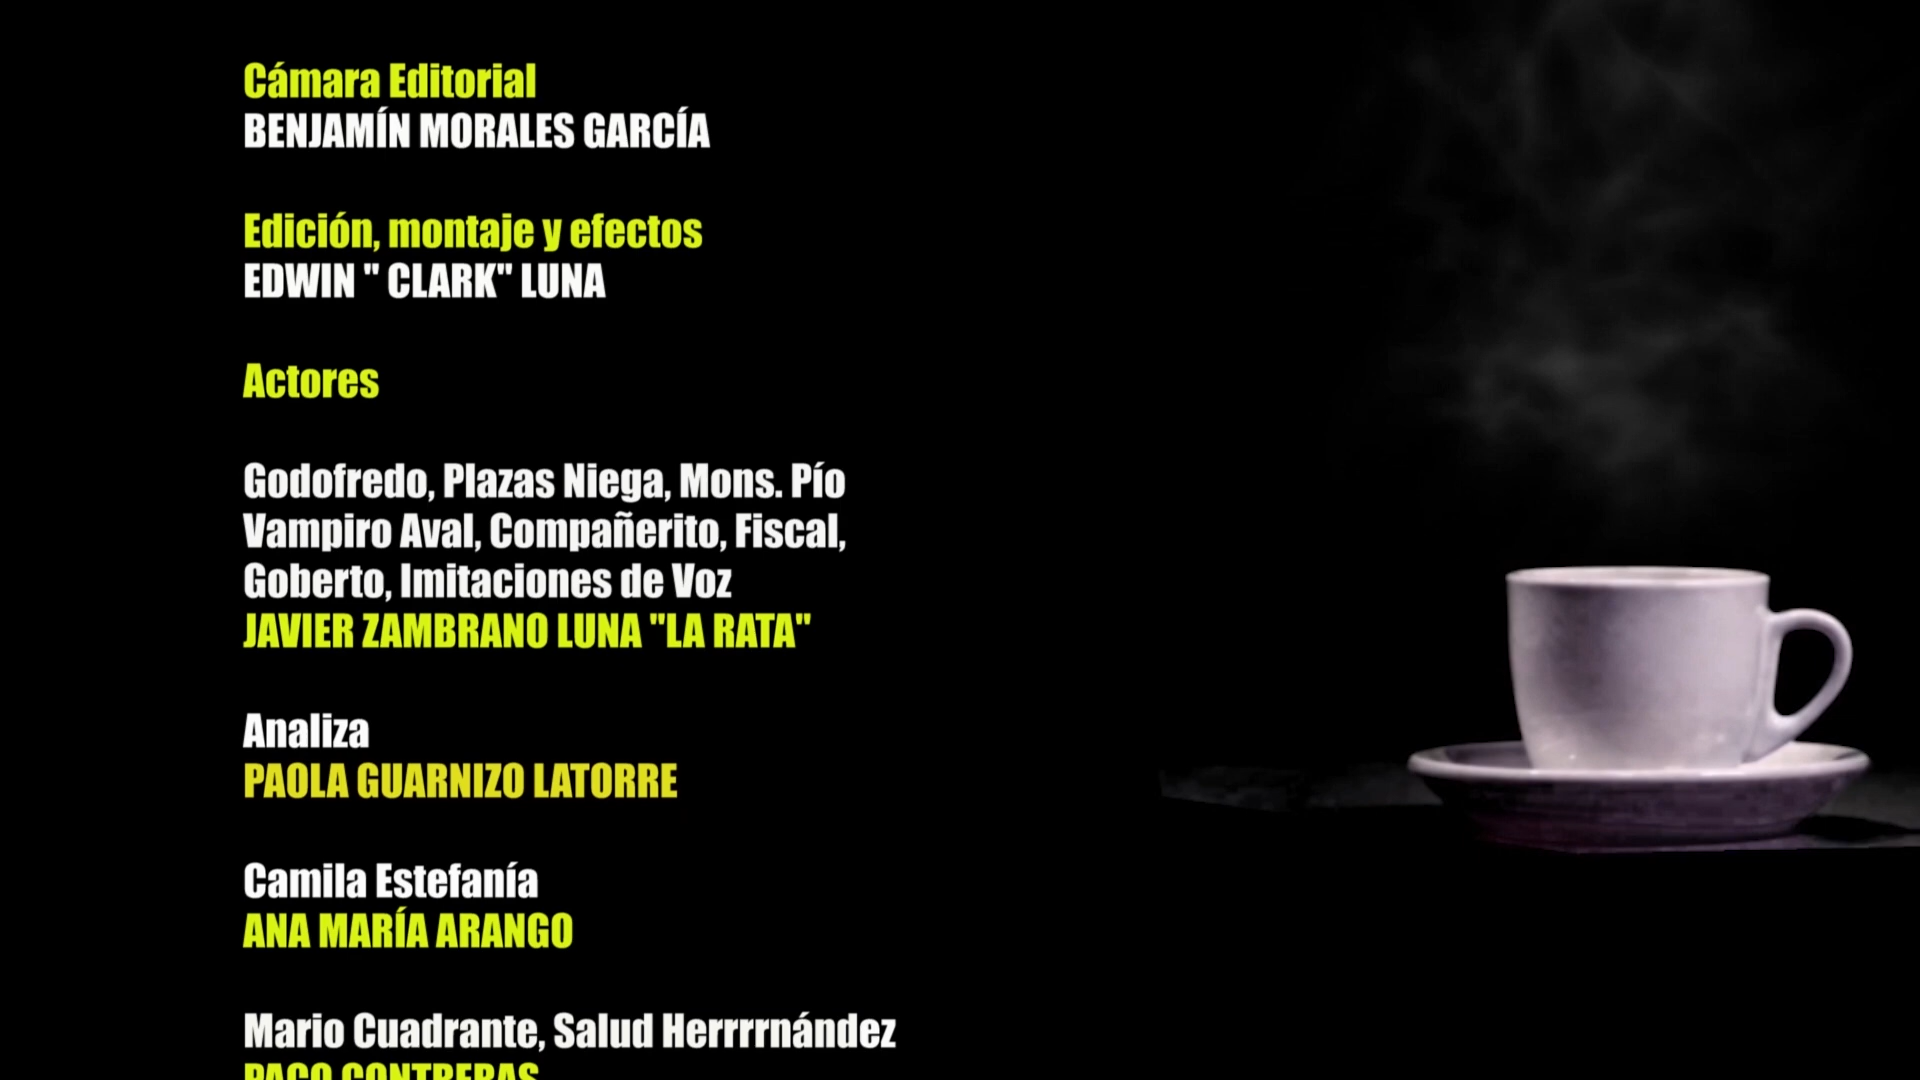 Cámara Editorial
BENJAMÍN MORALES GARCÍA
Edición, montaje y efectos
EDWIN " CLARK" LUNA
Actores
Godofredo, Plazas Niega, Mons. Pío
Vampiro Aval, Compañerito, Fiscal,
Goberto, Imitaciones de Voz
JAVIER ZAMBRANO LUNA "LA RATA"
Analiza
PAOLA GUARNIZO LATORRE
Camila Estefanía
ANA MARÍA ARANGO
Mario Cuadrante, Salud Herrrrnández
PACO CONTRERAS